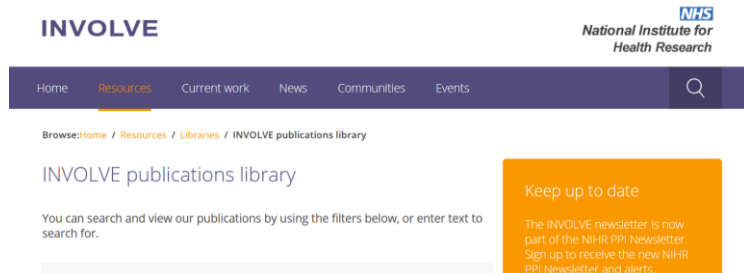 INVOLVE
NHS
National Institute for
Health Research
Home Resources Current work News Communities Events
Browse:Home / Resources / Libraries / INVOLVE publications library
INVOLVE publications library
You can search and view our publications by using the filters below, or enter text to
search for.
Keep up to date
The INVOLVE newsletter is now
part of the NIHR PPI Newsletter.
Sign up to receive the new NIHR
PPI Newsletter and alerts.